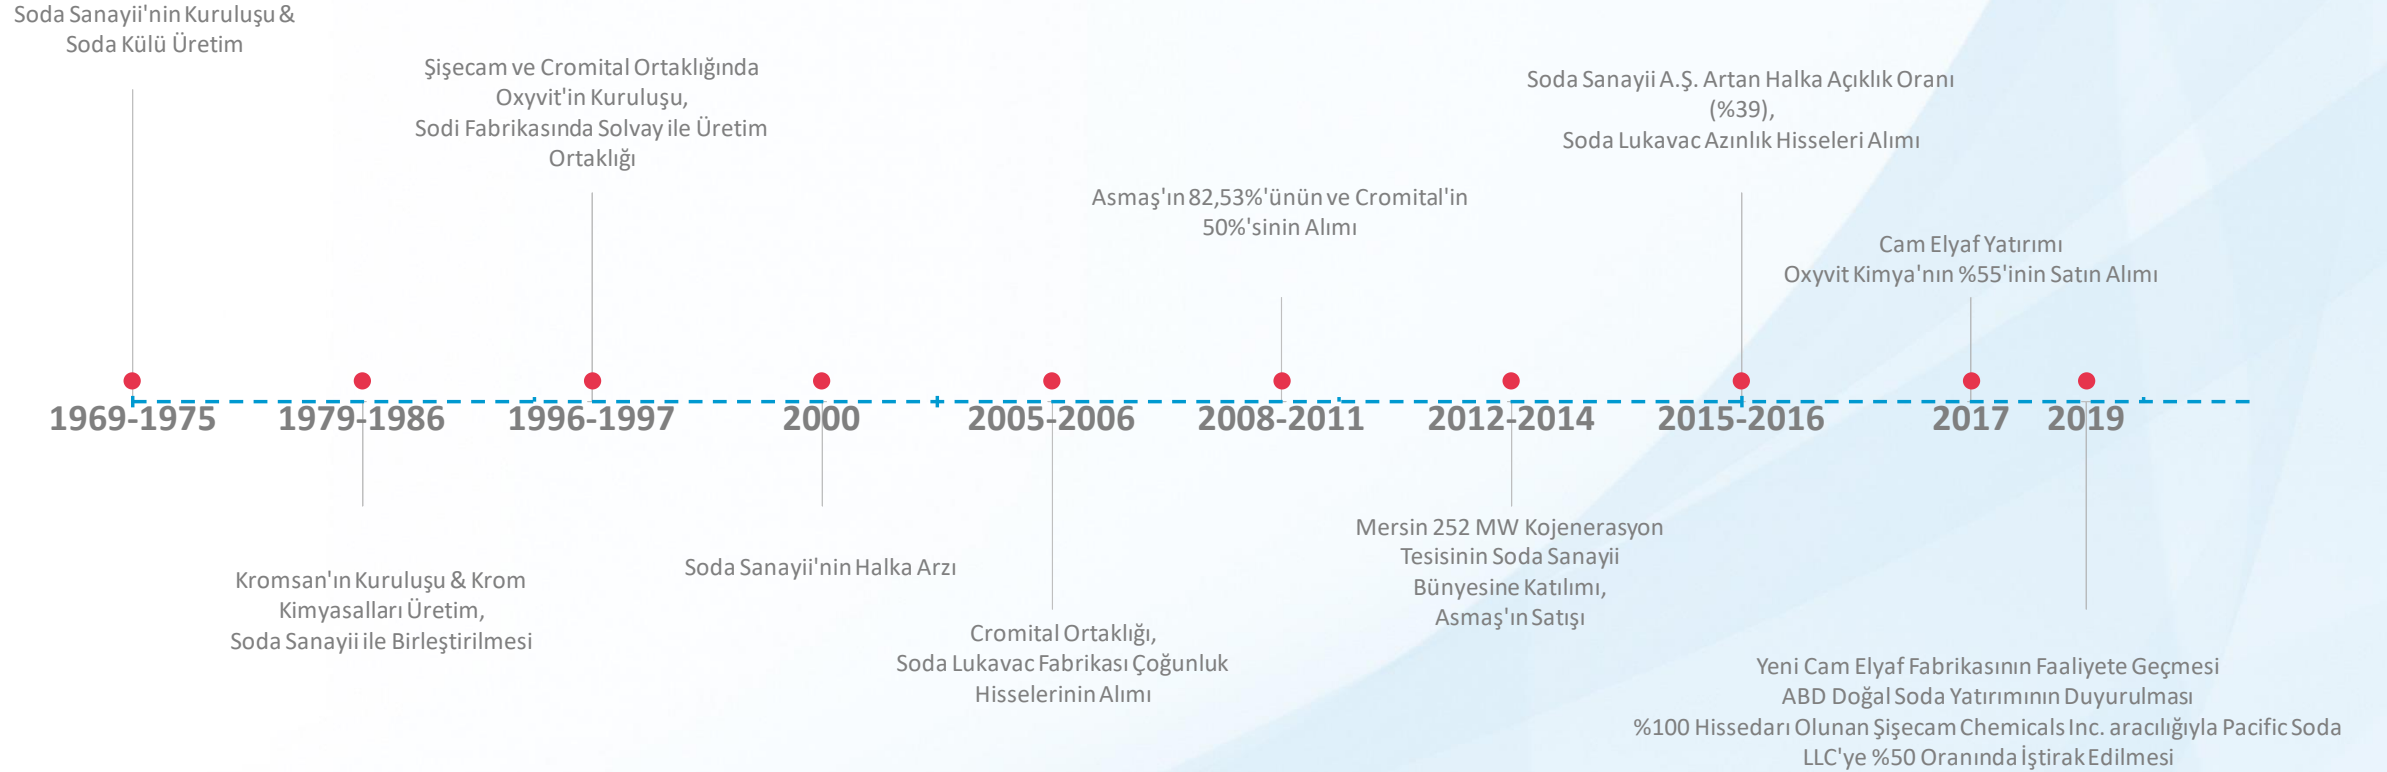 Soda Sanayii'nin Kuruluşu &
Soda Külü Üretim
Şişecam ve Cromital Ortaklığında
Oxyvit'in Kuruluşu,
Sodi Fabrikasında Solvay ile Üretim
Ortaklığı
Asmaş'ın 82,53%'ünün ve Cromital'in
50%'sinin Alımı
Soda Sanayii A.Ş. Artan Halka Açıklık Oranı
(%39),
Soda Lukavac Azınlık Hisseleri Alımı
Cam Elyaf Yatırımı
Oxyvit Kimya'nın %55'inin Satın Alımı
1969-1975
1979-1986
1996-1997
2000
2005-2006
2008-2011
2012-2014
2015-2016
2017
2019
Kromsan'ın Kuruluşu & Krom
Kimyasalları Üretim,
Soda Sanayii ile Birleştirilmesi
Soda Sanayii'nin Halka Arzı
Cromital Ortaklığı,
Soda Lukavac Fabrikası Çoğunluk
Hisselerinin Alımı
Mersin 252 MW Kojenerasyon
Tesisinin Soda Sanayii
Bünyesine Katılımı,
Asmaş'ın Satışı
Yeni Cam Elyaf Fabrikasının Faaliyete Geçmesi
ABD Doğal Soda Yatırımının Duyurulması
%100 Hissedarı Olunan Şişecam Chemicals Inc. aracılığıyla Pacific Soda
LLC'ye %50 Oranında İştirak Edilmesi